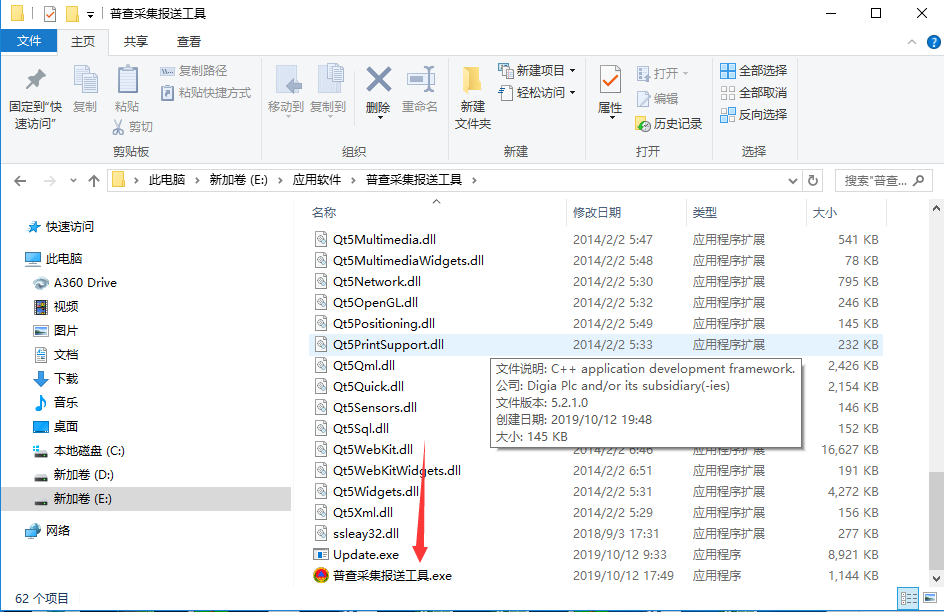 普查采集报送工具
文件 主页 共享 查看
固定到"快速访问"
复制
粘贴
复制路径
粘贴快捷方式
剪切
剪贴板
移动到 复制到 删除 重命名
组织
新建文件夹
新建项目
轻松访问
新建
属性
打开
编辑
历史记录
打开
全部选择
全部取消
反向选择
选择
此电脑 > 新加卷 (E:) > 应用软件 > 普查采集报送工具 >
搜索"普查...
快速访问
此电脑
A360 Drive
视频
图片
文档
下载
音乐
桌面
本地磁盘 (C:)
新加卷 (D:)
新加卷 (E:)
网络
名称 修改日期 类型 大小
Qt5Multimedia.dll 2014/2/2 5:47 应用程序扩展 541 KB
Qt5MultimediaWidgets.dll 2014/2/2 5:48 应用程序扩展 78 KB
Qt5Network.dll 2014/2/2 5:30 应用程序扩展 795 KB
Qt5OpenGL.dll 2014/2/2 5:32 应用程序扩展 246 KB
Qt5Positioning.dll 2014/2/2 5:49 应用程序扩展 145 KB
Qt5PrintSupport.dll 2014/2/2 5:33 应用程序扩展 232 KB
Qt5Qml.dll 2,426 KB
Qt5Quick.dll 2,154 KB
Qt5Sensors.dll 146 KB
Qt5Sql.dll 152 KB
文件说明: C++ application development framework.
公司: Digia Plc and/or its subsidiary(-ies)
文件版本: 5.2.1.0
创建日期: 2019/10/12 19:48
大小: 145 KB
Qt5WebKit.dll 2014/2/2 6:46 应用程序扩展 16,627 KB
Qt5WebKitWidgets.dll 2014/2/2 6:51 应用程序扩展 191 KB
Qt5Widgets.dll 2014/2/2 5:31 应用程序扩展 4,272 KB
Qt5Xml.dll 2014/2/2 5:29 应用程序扩展 156 KB
ssleay32.dll 2018/9/3 17:31 应用程序扩展 277 KB
Update.exe 2019/10/12 9:33 应用程序 8,921 KB
普查采集报送工具.exe 2019/10/12 17:49 应用程序 1,144 KB
62 个项目